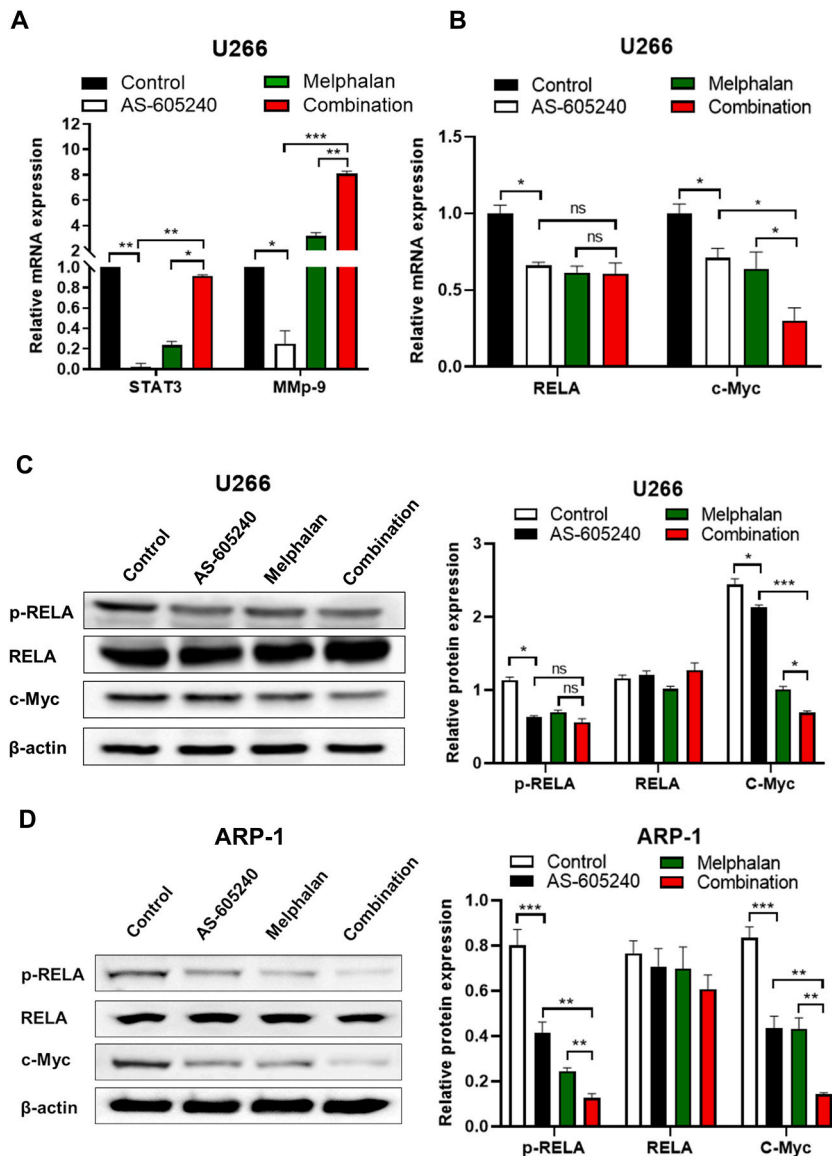 A
U266
Control
Melphalan
AS-605240
Combination
Relative mRNA expression
12
10
8
6
4
2
1.0
0.8
0.6
0.4
0.2
0.0
***
**
**
**
*
*
STAT3
MMp-9
B
U266
Control
Melphalan
AS-605240
Combination
Relative mRNA expression
1.5
1.0
0.5
0.0
*
ns
ns
*
*
*
RELA
c-Myc
C
U266
Control
AS-605240
Melphalan
Combination
p-RELA
RELA
c-Myc
β-actin
U266
Control
Melphalan
AS-605240
Combination
Relative protein expression
3
2
1
0
*
ns
ns
*
***
*
p-RELA
RELA
C-Myc
D
ARP-1
Control
AS-605240
Melphalan
Combination
p-RELA
RELA
c-Myc
β-actin
ARP-1
Control
Melphalan
AS-605240
Combination
Relative protein expression
0.8
0.6
0.4
0.2
0.0
***
**
**
***
**
**
p-RELA
RELA
C-Myc